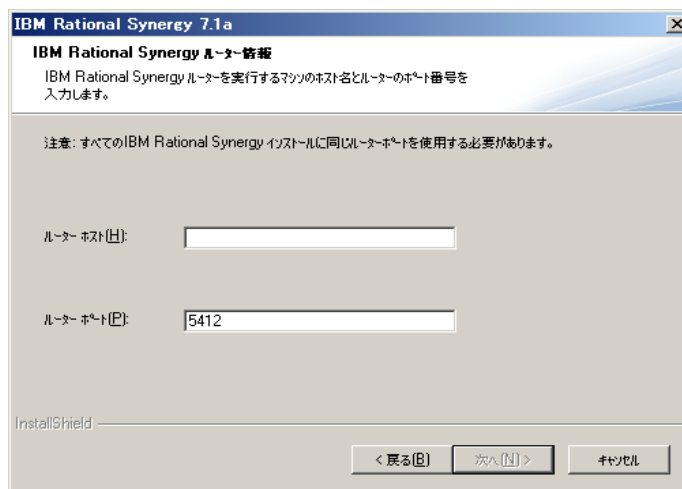 IBM Rational Synergy 7.1a
IBM Rational Synergy ルーター情報
IBM Rational Synergy ルーターを実行するマシンのホスト名とルーターのポート番号を
入力します。
注意: すべてのIBM Rational Synergy インストールに同じルーターポートを使用する必要があります。
ルーター ホスト(H):
ルーター ポート(P):
5412
InstallShield
< 戻る(B)
次へ(N) >
キャンセル